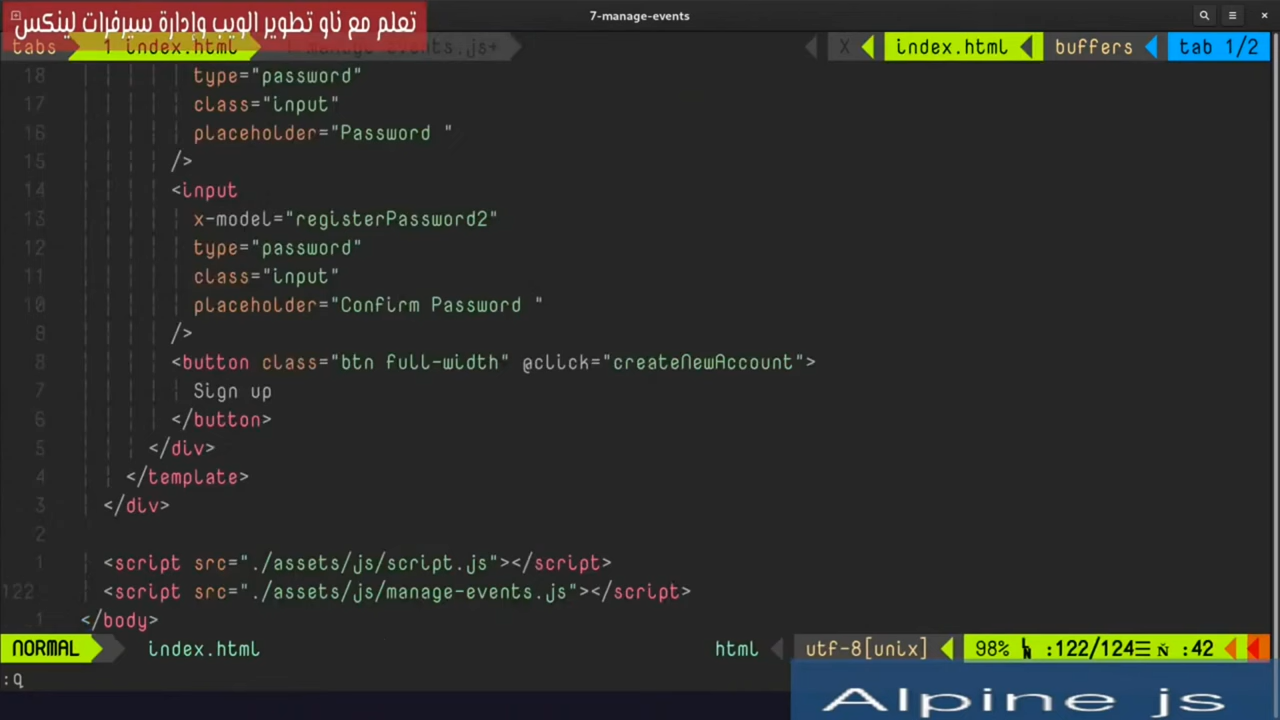 تعلم مع ناو تطوير الويب وإدارة سيرفرات لينكس
7-manage-events
tabs 1 index.html manage events.js+ X index.html buffers tab 1/2
18 type="password"
17 class="input"
16 placeholder="Password "
15 />
14 <input
13 x-model="registerPassword2"
12 type="password"
11 class="input"
10 placeholder="Confirm Password "
8 />
8 <button class="btn full-width" @click="createNewAccount">
7 Sign up
6 </button>
5 </div>
4 </template>
3 </div>
2
1 <script src="./assets/js/script.js"></script>
122 <script src="./assets/js/manage-events.js"></script>
1 </body>
NORMAL index.html html utf-8[unix] 98% :122/124☰ :42
:q
Alpine js